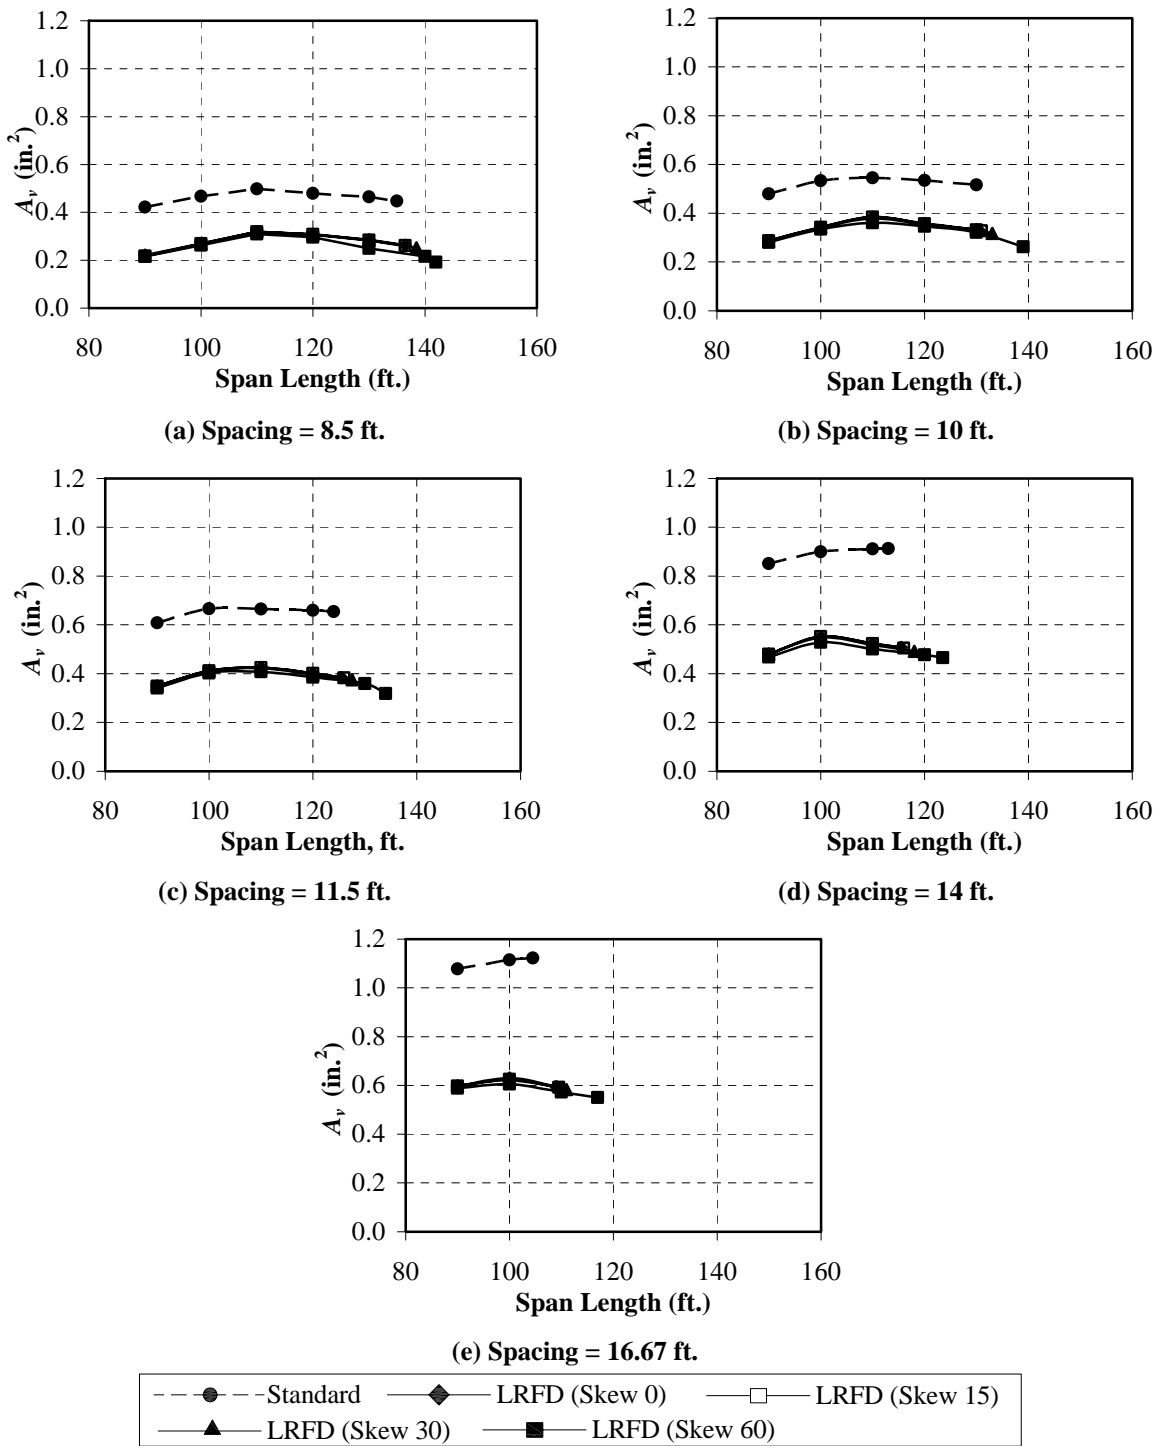 1.2
1.0
0.8
0.6
0.4
0.2
0.0
A_v (in.²)
80 100 120 140 160
Span Length (ft.)
(a) Spacing = 8.5 ft.
1.2
1.0
0.8
0.6
0.4
0.2
0.0
A_v (in.²)
80 100 120 140 160
Span Length (ft.)
(b) Spacing = 10 ft.
1.2
1.0
0.8
0.6
0.4
0.2
0.0
A_v (in.²)
80 100 120 140 160
Span Length, ft.
(c) Spacing = 11.5 ft.
1.2
1.0
0.8
0.6
0.4
0.2
0.0
A_v (in.²)
80 100 120 140 160
Span Length (ft.)
(d) Spacing = 14 ft.
1.2
1.0
0.8
0.6
0.4
0.2
0.0
A_v (in.²)
80 100 120 140 160
Span Length (ft.)
(e) Spacing = 16.67 ft.
Standard LRFD (Skew 0) LRFD (Skew 15)
LRFD (Skew 30) LRFD (Skew 60)